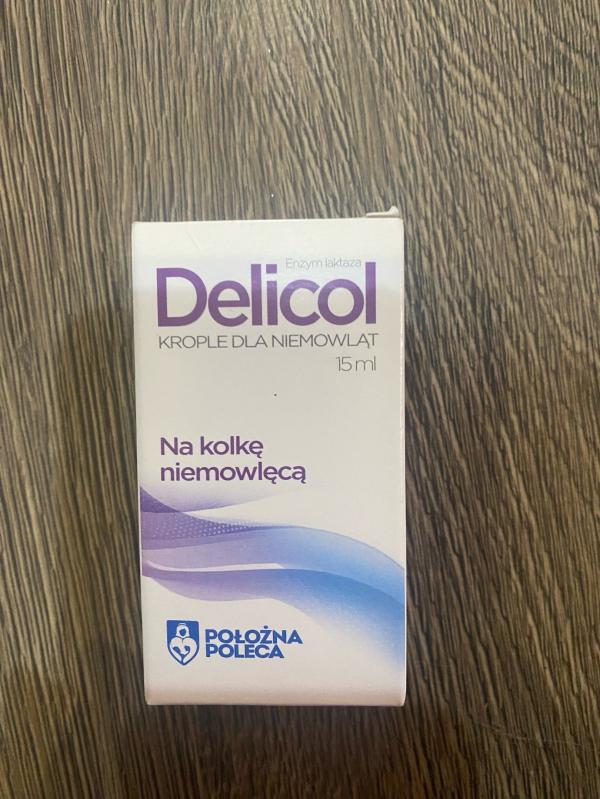 Enzym laktaza
Delicol
KROPLE DLA NIEMOWLĄT
15 ml
Na kolkę
niemowlęcą
POŁOŻNA
POLECA